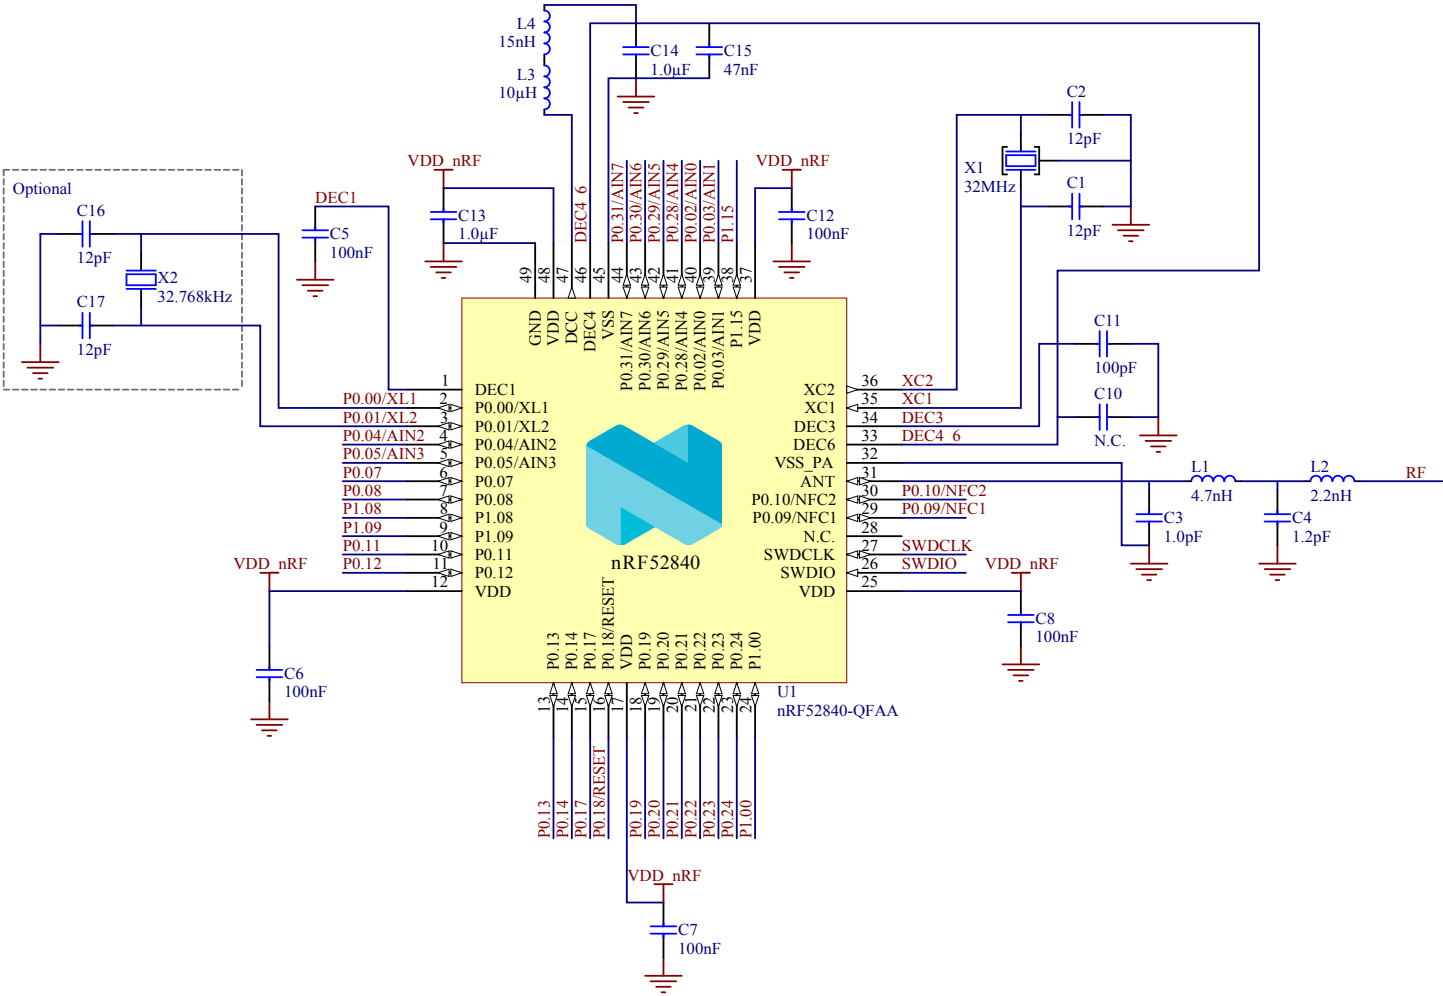 L4
15nH
L3
10µH
C14
1.0µF
C15
47nF
C2
12pF
X1
32MHz
C1
12pF
VDD_nRF
C13
1.0µF
DEC4_6
P0.31/AIN7
P0.30/AIN6
P0.29/AIN5
P0.28/AIN4
P0.02/AIN0
P0.03/AIN1
P1.15
VDD_nRF
C12
100nF
Optional
C16
12pF
X2
32.768kHz
C17
12pF
DEC1
C5
100nF
49
48
47
46
45
44
43
42
41
40
39
38
37
GND
VDD
DCC
DEC4
VSS
P0.31/AIN7
P0.30/AIN6
P0.29/AIN5
P0.28/AIN4
P0.02/AIN0
P0.03/AIN1
P1.15
VDD
C11
100pF
C10
N.C.
1 DEC1
P0.00/XL1 2 P0.00/XL1
P0.01/XL2 3 P0.01/XL2
P0.04/AIN2 4 P0.04/AIN2
P0.05/AIN3 5 P0.05/AIN3
P0.07 6 P0.07
P0.08 7 P0.08
P1.08 8 P1.08
P1.09 9 P1.09
P0.11 10 P0.11
P0.12 11 P0.12
12 VDD
XC2 36 XC2
XC1 35 XC1
DEC3 34 DEC3
DEC6 33 DEC4_6
VSS_PA 32
ANT 31
P0.10/NFC2 30 P0.10/NFC2
P0.09/NFC1 29 P0.09/NFC1
N.C. 28
SWDCLK 27 SWDCLK
SWDIO 26 SWDIO
VDD 25
nRF52840
L1
4.7nH
L2
2.2nH
RF
C3
1.0pF
C4
1.2pF
VDD_nRF
C6
100nF
VDD_nRF
C8
100nF
P0.13
P0.14
P0.17
P0.18/RESET
VDD
P0.19
P0.20
P0.21
P0.22
P0.23
P0.24
P1.00
U1
nRF52840-QFAA
13
14
15
16
17
18
19
20
21
22
23
24
P0.13
P0.14
P0.17
P0.18/RESET
P0.19
P0.20
P0.21
P0.22
P0.23
P0.24
P1.00
VDD_nRF
C7
100nF